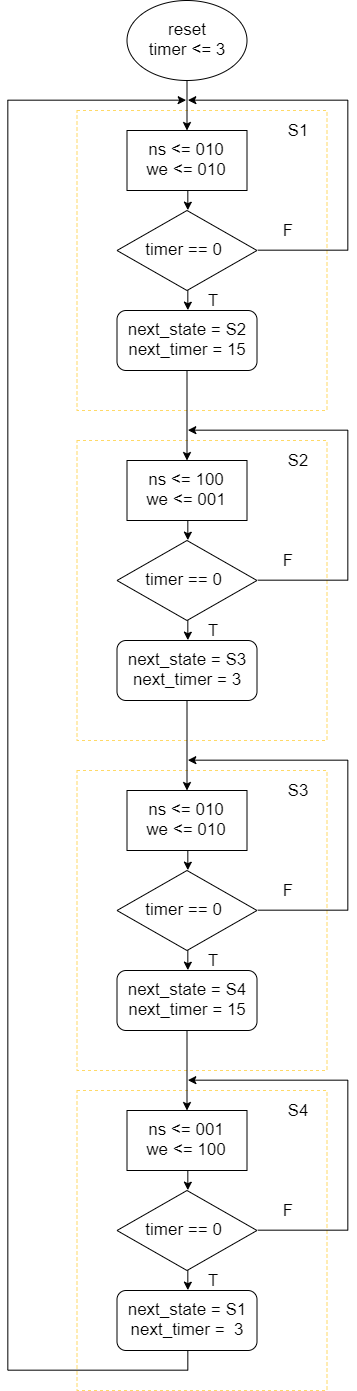 reset
timer <= 3
S1
ns <= 010
we <= 010
timer == 0
F
T
next_state = S2
next_timer = 15
S2
ns <= 100
we <= 001
timer == 0
F
T
next_state = S3
next_timer = 3
S3
ns <= 010
we <= 010
timer == 0
F
T
next_state = S4
next_timer = 15
S4
ns <= 001
we <= 100
timer == 0
F
T
next_state = S1
next_timer = 3